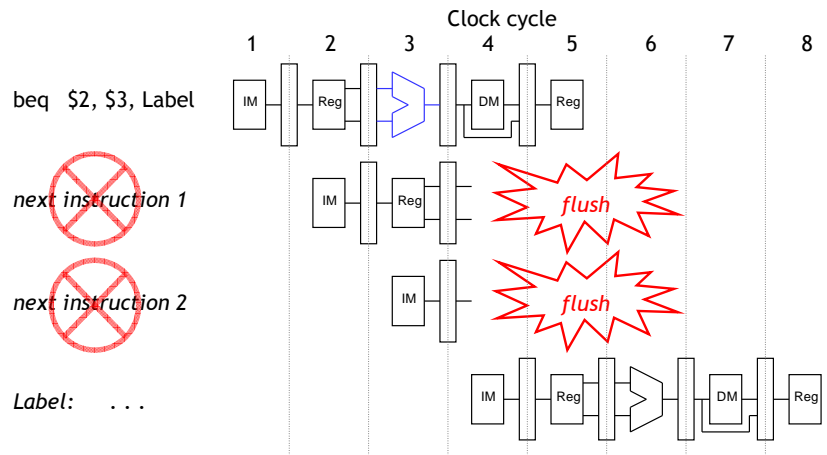 Clock cycle
1 2 3 4 5 6 7 8
beq $2, $3, Label IM Reg DM Reg
next instruction 1 IM Reg flush
next instruction 2 IM flush
Label: . . . IM Reg DM Reg